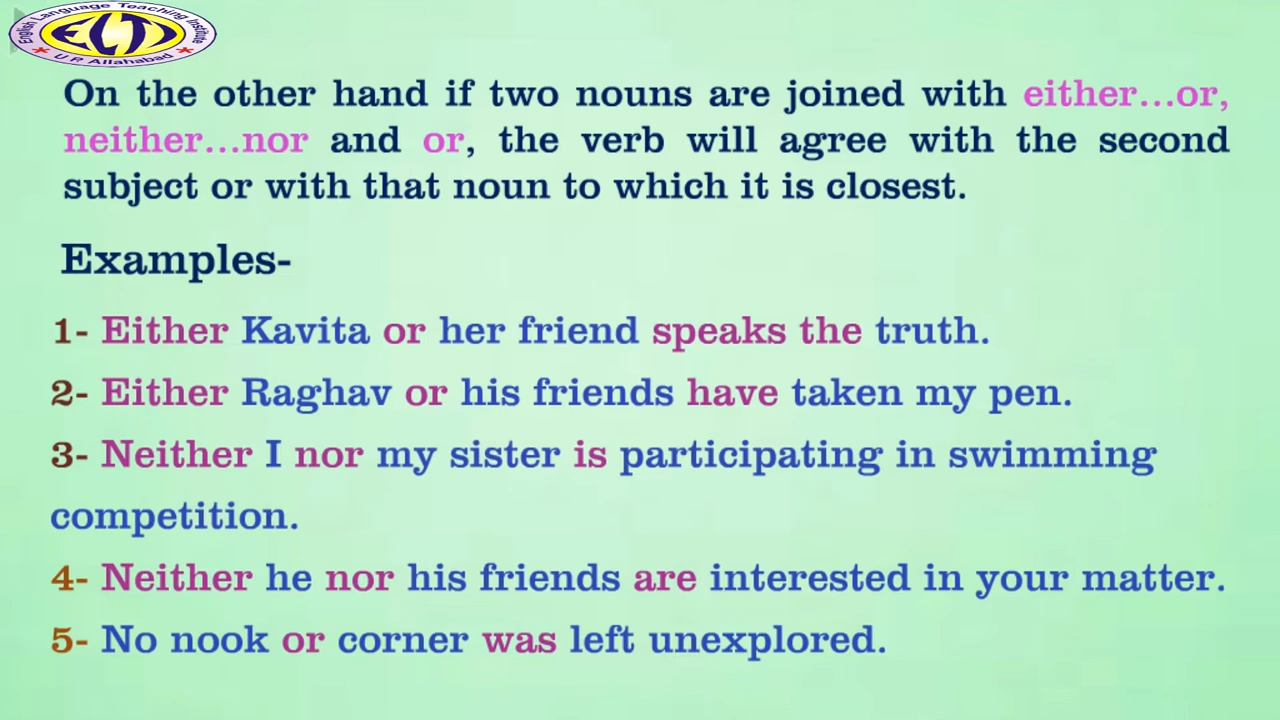 English Language Teaching Institute
ELTI
U P Allahabad
On the other hand if two nouns are joined with either...or,
neither...nor and or, the verb will agree with the second
subject or with that noun to which it is closest.
Examples-
1- Either Kavita or her friend speaks the truth.
2- Either Raghav or his friends have taken my pen.
3- Neither I nor my sister is participating in swimming
competition.
4- Neither he nor his friends are interested in your matter.
5- No nook or corner was left unexplored.